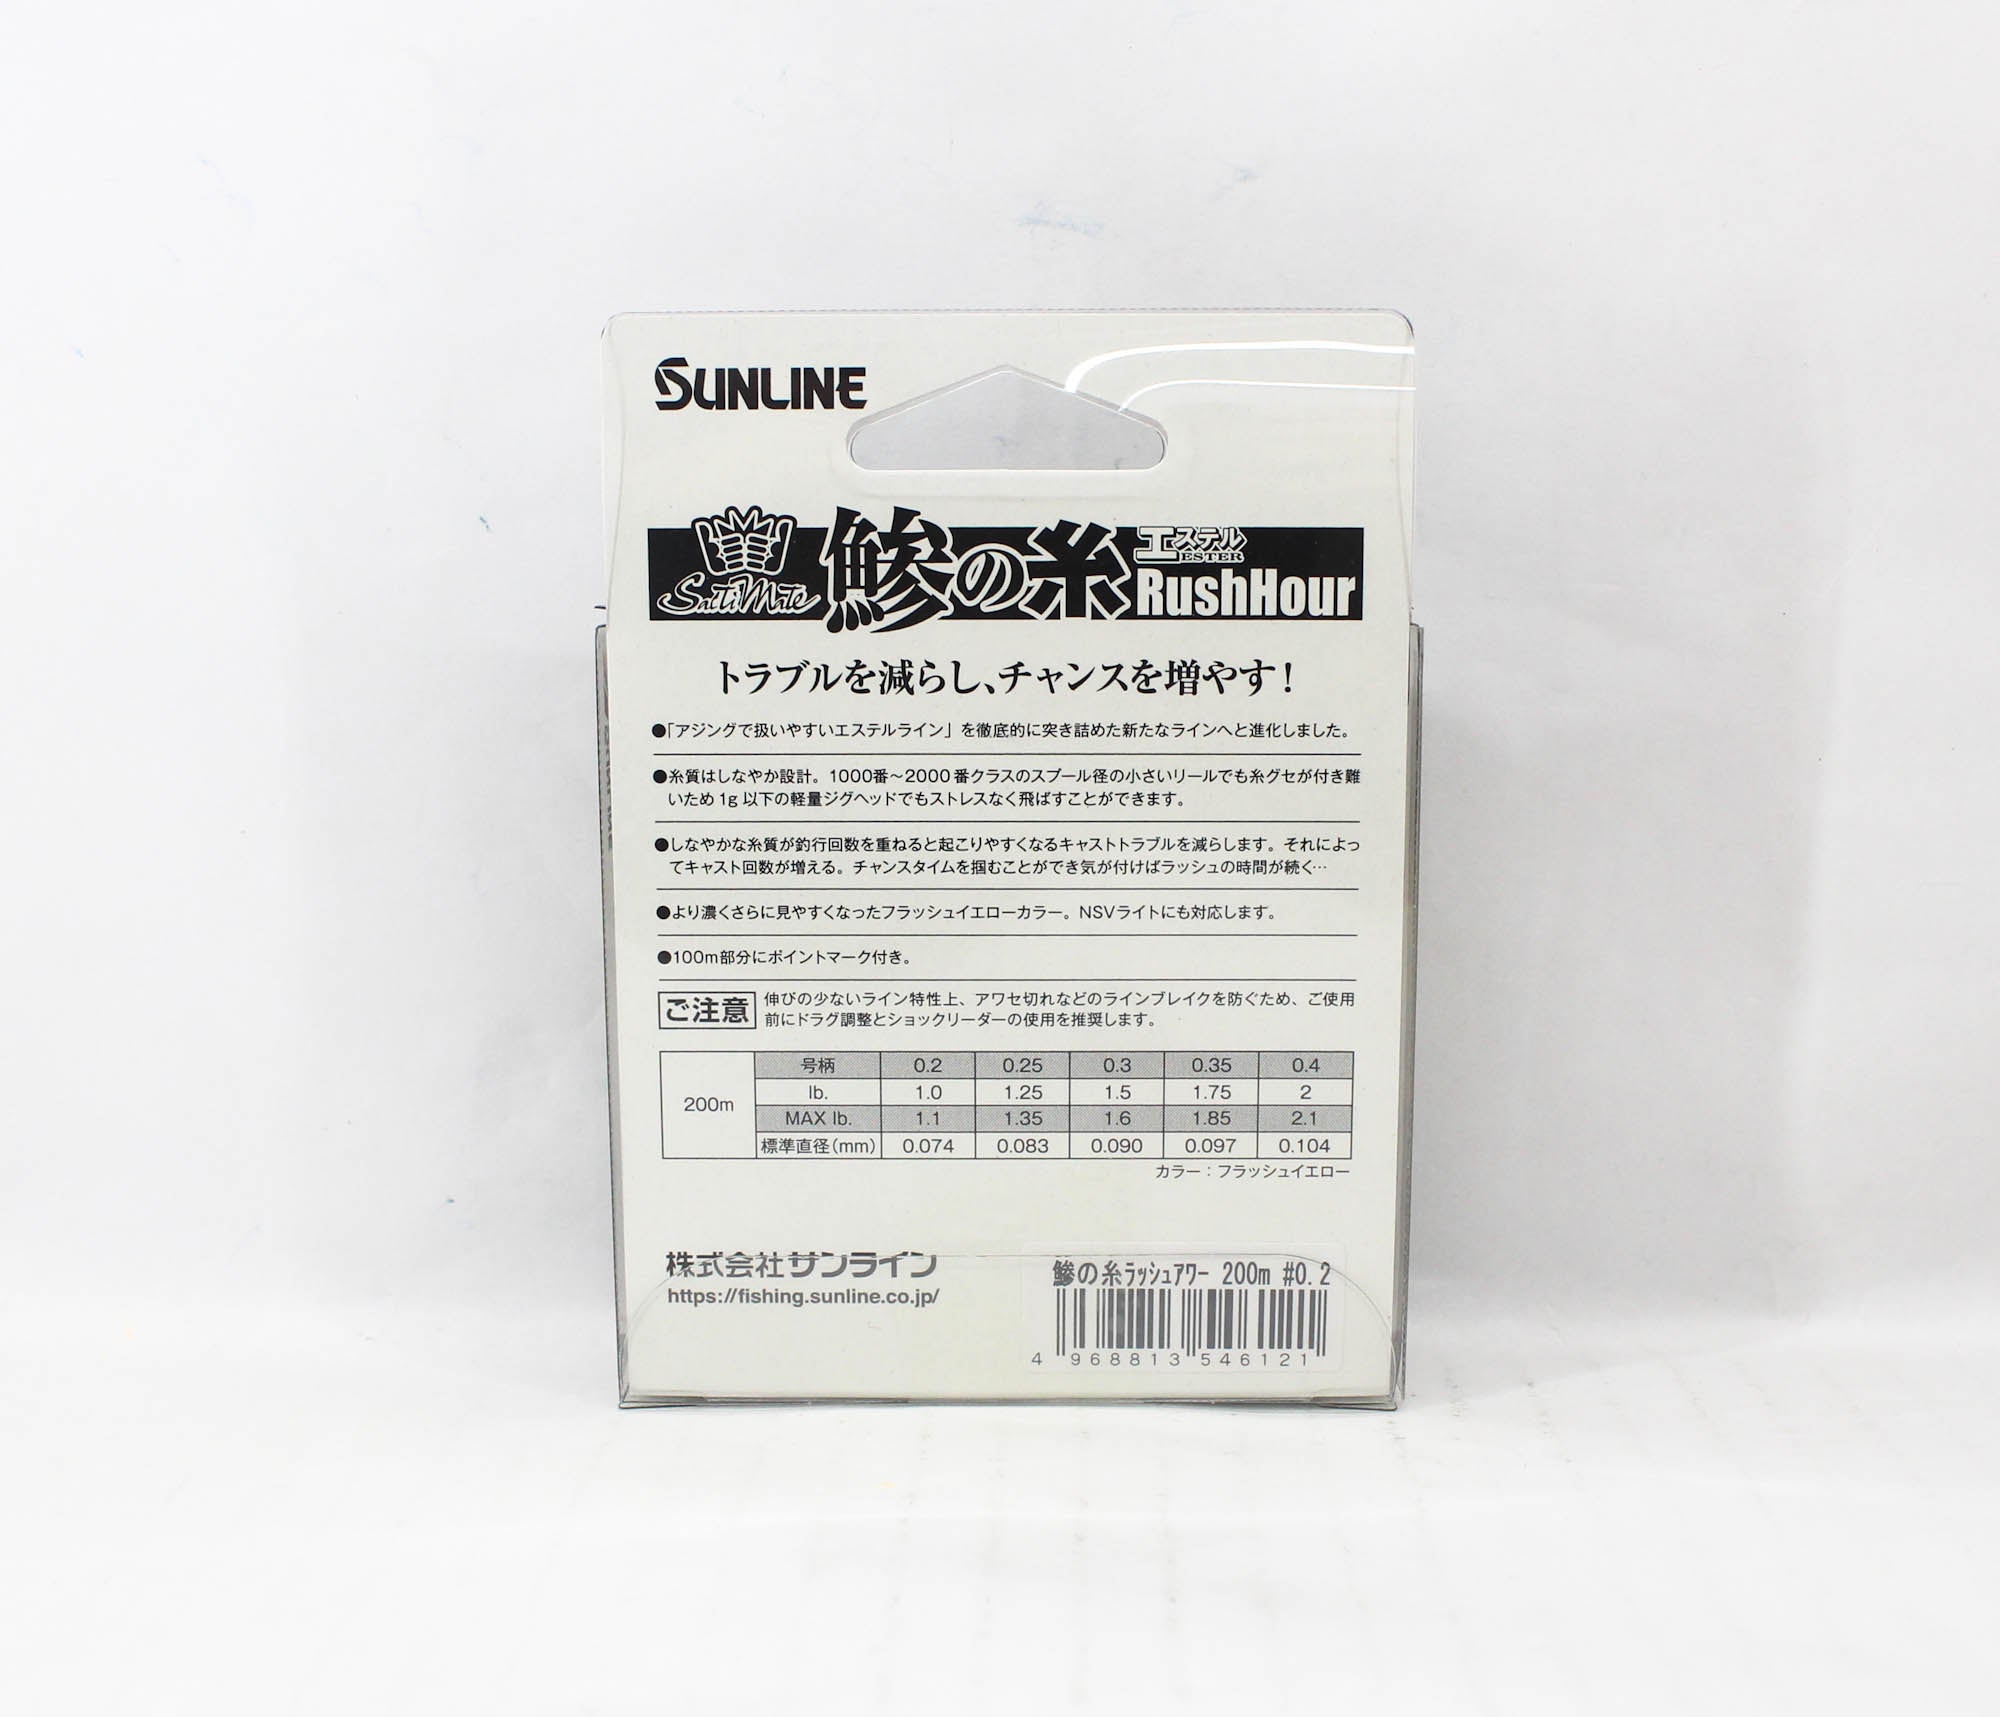 SUNLINE
SaltiMate 鯵の糸 エステル ESTER RushHour
トラブルを減らし、チャンスを増やす！
●「アジングで扱いやすいエステルライン」を徹底的に突き詰めた新たなラインへと進化しました。
●糸質はしなやか設計。1000番～2000番クラスのスプール径の小さいリールでも糸グセが付き難
いため1g以下の軽量ジグヘッドでもストレスなく飛ばすことができます。
●しなやかな糸質が釣行回数を重ねると起こりやすくなるキャストトラブルを減らします。それによっ
てキャスト回数が増える。チャンスタイムを掴むことができ気が付けばラッシュの時間が続く…
●より濃くさらに見やすくなったフラッシュイエローカラー。NSVライトにも対応します。
●100m部分にポイントマーク付き。
ご注意 伸びの少ないライン特性上、アワセ切れなどのラインブレイクを防ぐため、ご使用
前にドラグ調整とショックリーダーの使用を推奨します。
号柄 0.2 0.25 0.3 0.35 0.4
lb. 1.0 1.25 1.5 1.75 2
200m
MAX lb. 1.1 1.35 1.6 1.85 2.1
標準直径(mm) 0.074 0.083 0.090 0.097 0.104
カラー：フラッシュイエロー
株式会社サンライン
https://fishing.sunline.co.jp/
鯵の糸ﾗｯｼｭｱﾜｰ 200m #0.2
4 968813 546121